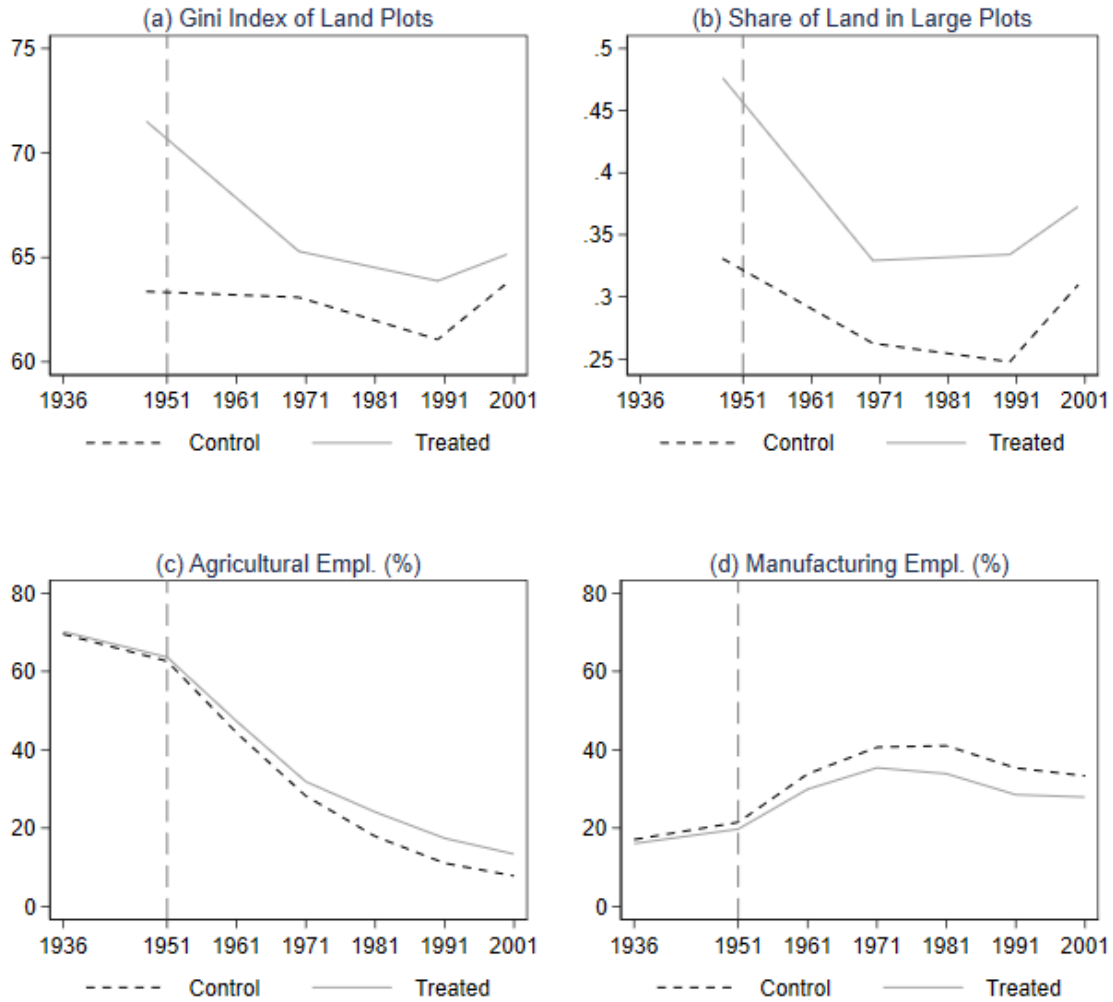 (a) Gini Index of Land Plots
75
70
65
60
1936 1951 1961 1971 1981 1991 2001
Control Treated
(b) Share of Land in Large Plots
.5
.45
.4
.35
.3
.25
1936 1951 1961 1971 1981 1991 2001
Control Treated
(c) Agricultural Empl. (%)
80
60
40
20
0
1936 1951 1961 1971 1981 1991 2001
Control Treated
(d) Manufacturing Empl. (%)
80
60
40
20
0
1936 1951 1961 1971 1981 1991 2001
Control Treated